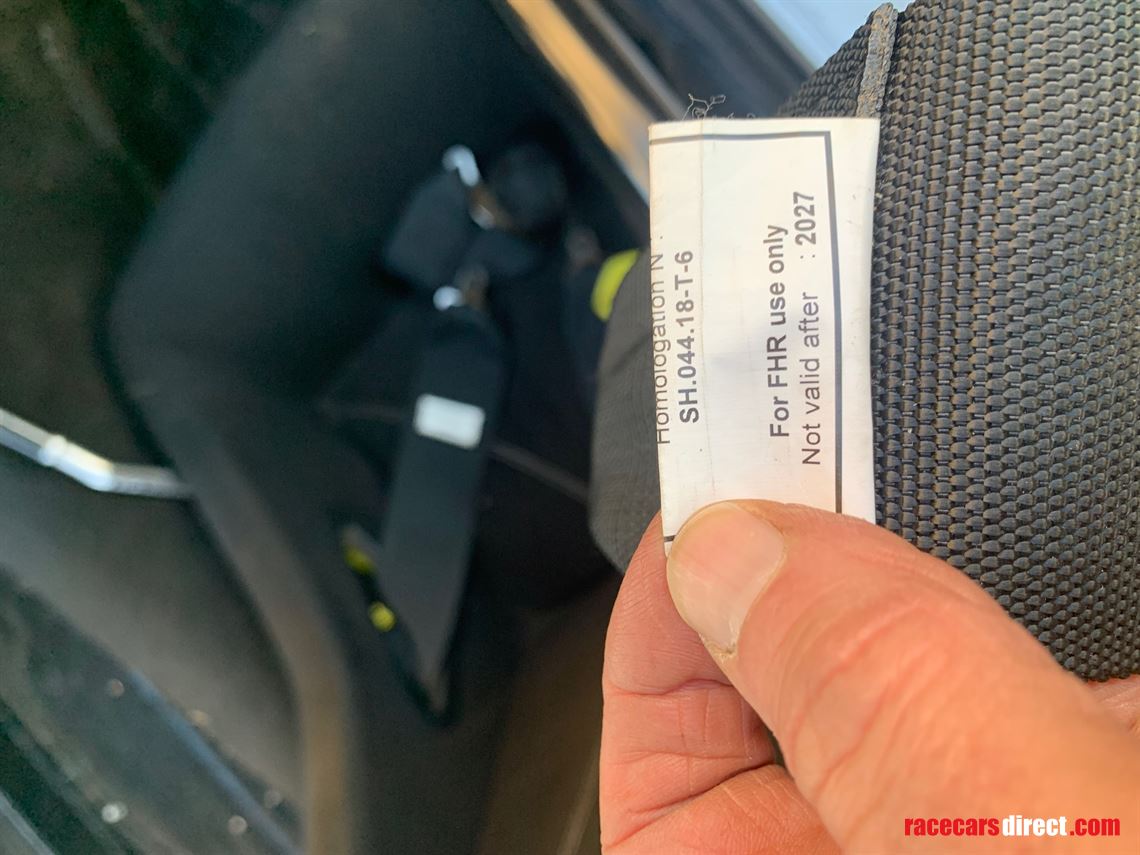 Homologation N
SH.044.18-T-6
For FHR use only
Not valid after : 2027
racecarsdirect.com